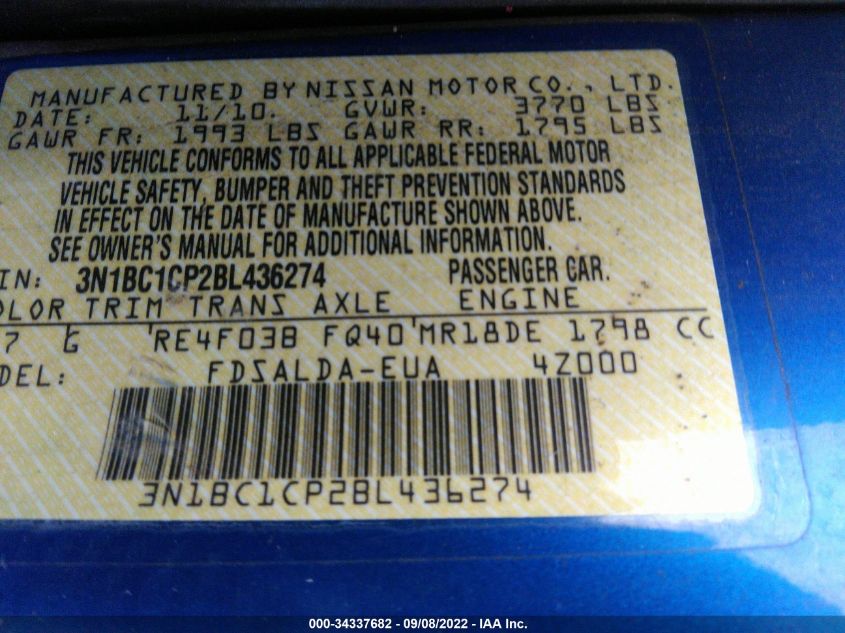 MANUFACTURED BY NISSAN MOTOR CO., LTD.
DATE: 11/10. GVWR: 3770 LBS
GAWR FR: 1993 LBS GAWR RR: 1795 LBS
THIS VEHICLE CONFORMS TO ALL APPLICABLE FEDERAL MOTOR
VEHICLE SAFETY, BUMPER AND THEFT PREVENTION STANDARDS
IN EFFECT ON THE DATE OF MANUFACTURE SHOWN ABOVE.
SEE OWNER'S MANUAL FOR ADDITIONAL INFORMATION.
IN: 3N1BC1CP2BL436274 PASSENGER CAR.
OLOR TRIM TRANS AXLE ENGINE
7 G RE4F03B FQ40 MR18DE 1798 CC
DEL: FDSALDA-EUA 4Z000
3N1BC1CP2BL436274
000-34337682 - 09/08/2022 - IAA Inc.